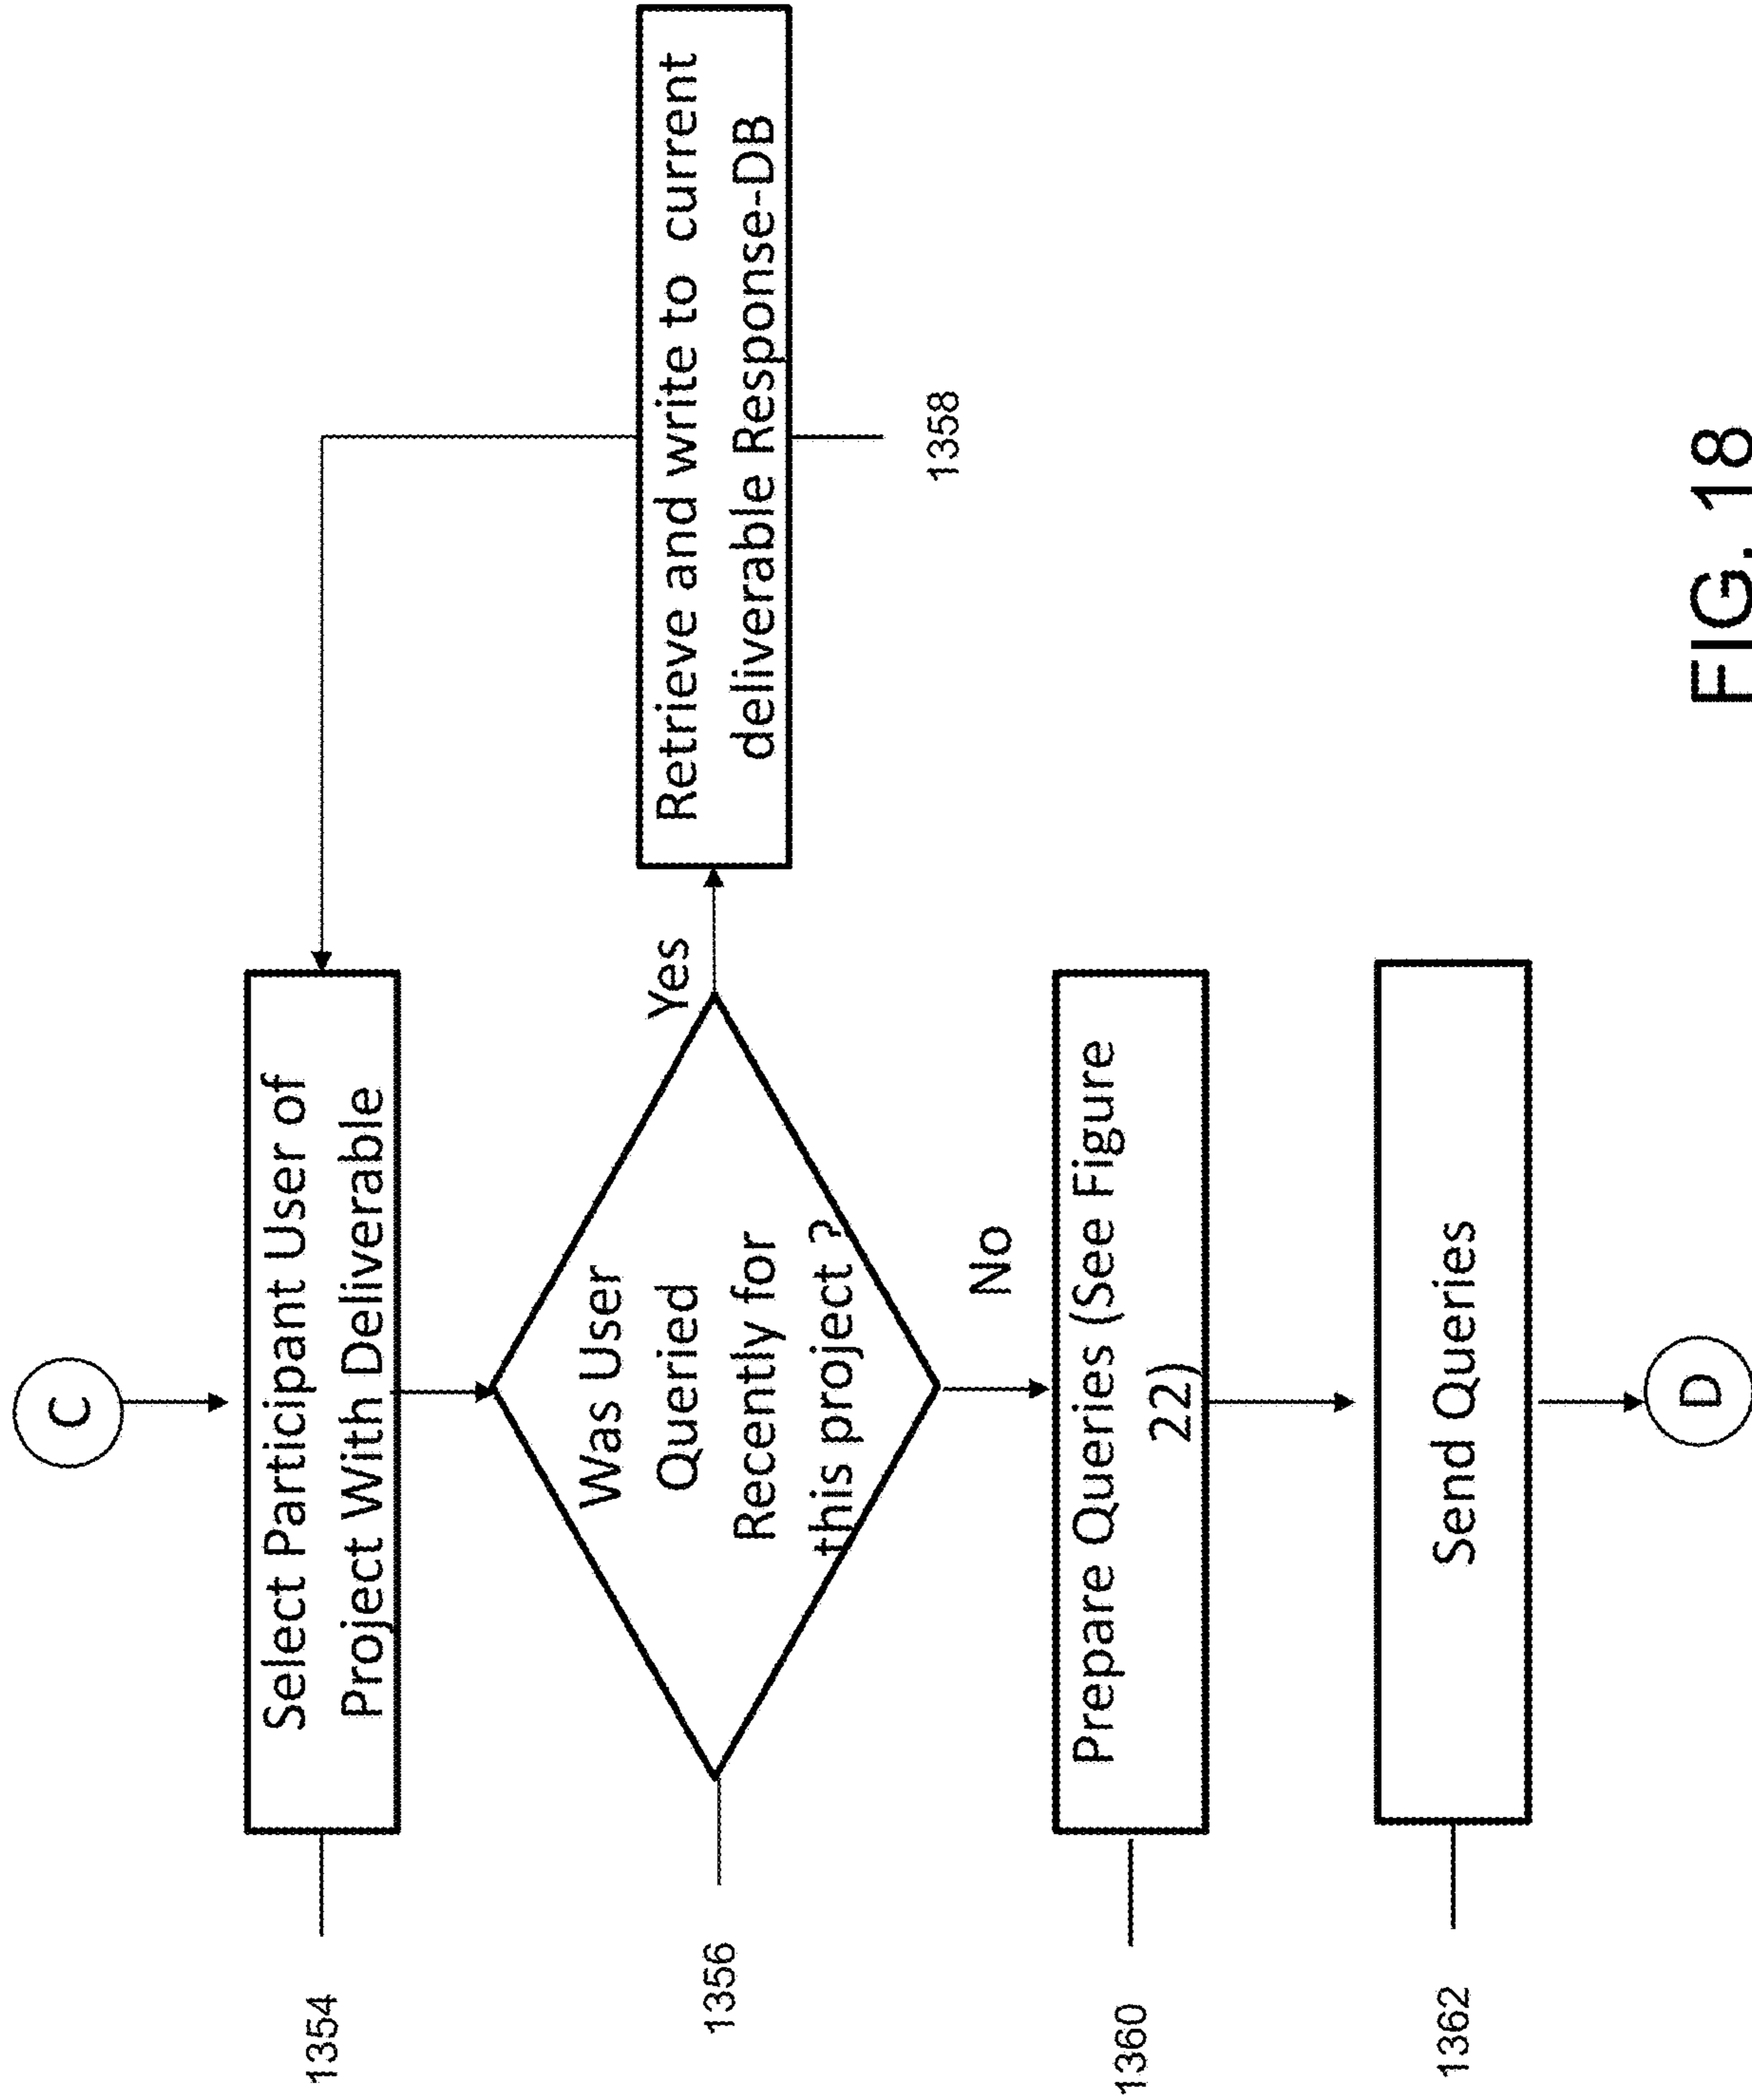 C
Select Participant User of
Project With Deliverable
1354
Was User
Queried
Recently for
this project ?
1356
Yes
Retrieve and write to current
deliverable Response-DB
1358
No
Prepare Queries (See Figure
22)
1360
Send Queries
1362
D
FIG. 18